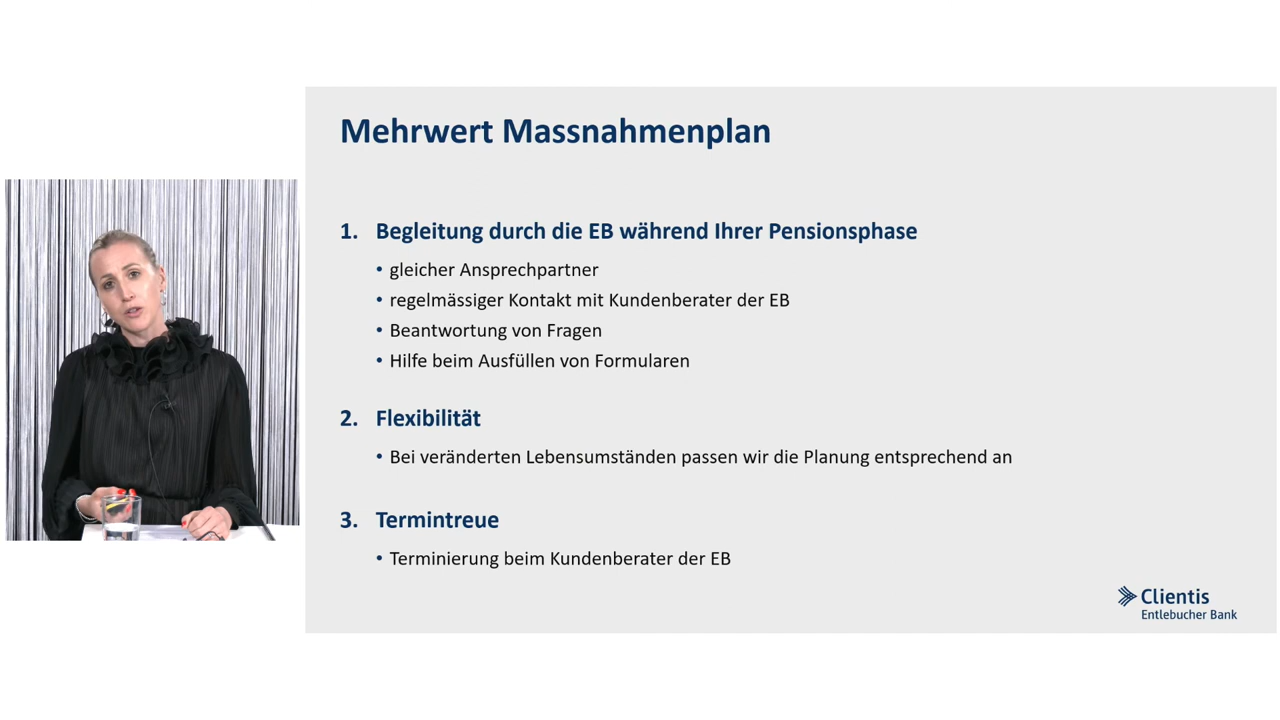 Mehrwert Massnahmenplan
1. Begleitung durch die EB während Ihrer Pensionsphase
• gleicher Ansprechpartner
• regelmässiger Kontakt mit Kundenberater der EB
• Beantwortung von Fragen
• Hilfe beim Ausfüllen von Formularen
2. Flexibilität
• Bei veränderten Lebensumständen passen wir die Planung entsprechend an
3. Termintreue
• Terminierung beim Kundenberater der EB
Clientis
Entlebucher Bank